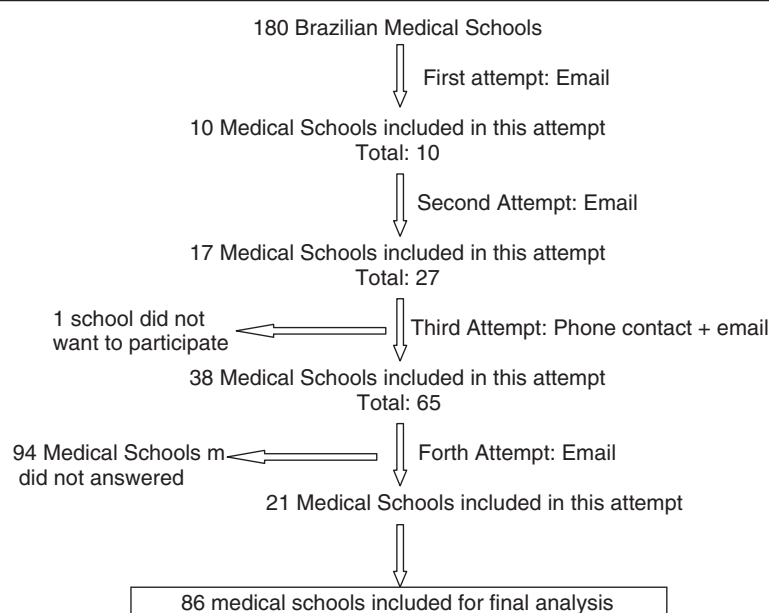 180 Brazilian Medical Schools
First attempt: Email
10 Medical Schools included in this attempt
Total: 10
Second Attempt: Email
17 Medical Schools included in this attempt
Total: 27
1 school did not
want to participate
Third Attempt: Phone contact + email
38 Medical Schools included in this attempt
Total: 65
94 Medical Schools m
did not answered
Forth Attempt: Email
21 Medical Schools included in this attempt
86 medical schools included for final analysis